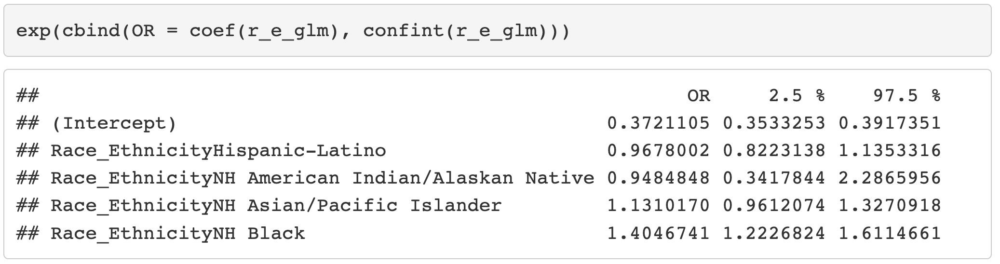 exp(cbind(OR = coef(r_e_glm), confint(r_e_glm)))
## OR 2.5 % 97.5 %
## (Intercept) 0.3721105 0.3533253 0.3917351
## Race_EthnicityHispanic-Latino 0.9678002 0.8223138 1.1353316
## Race_EthnicityNH American Indian/Alaskan Native 0.9484848 0.3417844 2.2865956
## Race_EthnicityNH Asian/Pacific Islander 1.1310170 0.9612074 1.3270918
## Race_EthnicityNH Black 1.4046741 1.2226824 1.6114661